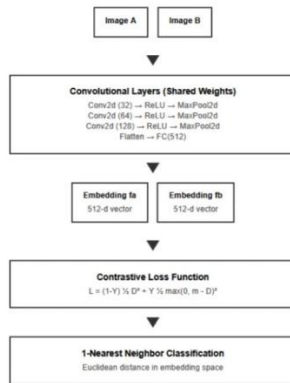 Image A
Image B
Convolutional Layers (Shared Weights)
Conv2d (32) → ReLU → MaxPool2d
Conv2d (64) → ReLU → MaxPool2d
Conv2d (128) → ReLU → MaxPool2d
Flatten → FC(512)
Embedding fa
512-d vector
Embedding fb
512-d vector
Contrastive Loss Function
L = (1-Y) ½ D² + Y ½ max(0, m - D)²
1-Nearest Neighbor Classification
Euclidean distance in embedding space